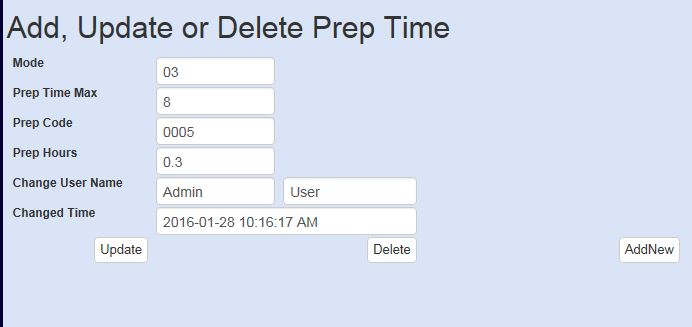 Add, Update or Delete Prep Time
Mode 03
Prep Time Max 8
Prep Code 0005
Prep Hours 0.3
Change User Name Admin User
Changed Time 2016-01-28 10:16:17 AM
Update Delete AddNew